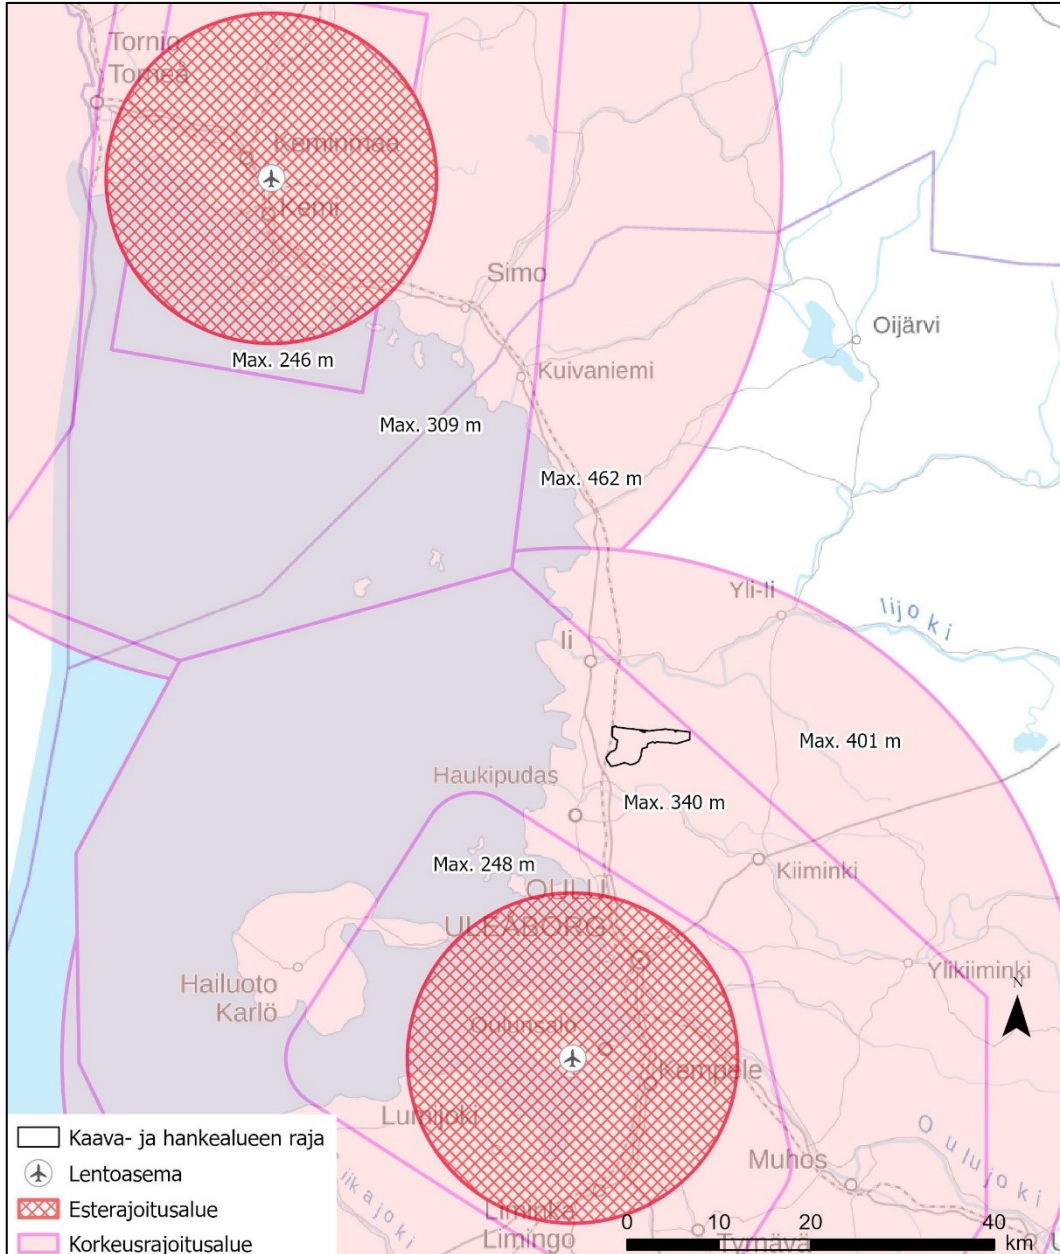 Tornio
Torneå
Keminmaa
Kemi
Simo
Oijärvi
Max. 246 m
Kuivaniemi
Max. 309 m
Max. 462 m
Yli-Ii
Iijoki
Ii
Max. 401 m
Haukipudas
Max. 340 m
Max. 248 m
Kiiminki
OULU
ULEÅBORG
Ylikiiminki
Hailuoto
Karlö
N
Oulunsalo
Kempele
Lumijoki
Oulujoki
Muhos
Liminka
Limingo
Tyrnävä
Kaava- ja hankealueen raja
Lentoasema
Esterajoitusalue
Korkeusrajoitusalue
0 10 20 40
km